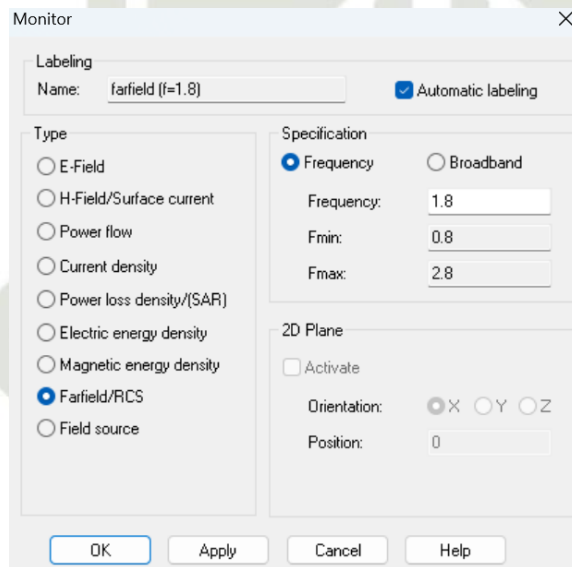 Monitor
Labeling
Name: farfield (f=1.8) Automatic labeling
Type
E-Field
H-Field/Surface current
Power flow
Current density
Power loss density/(SAR)
Electric energy density
Magnetic energy density
Farfield/RCS
Field source
Specification
Frequency Broadband
Frequency: 1.8
Fmin: 0.8
Fmax: 2.8
2D Plane
Activate
Orientation: X Y Z
Position: 0
OK Apply Cancel Help